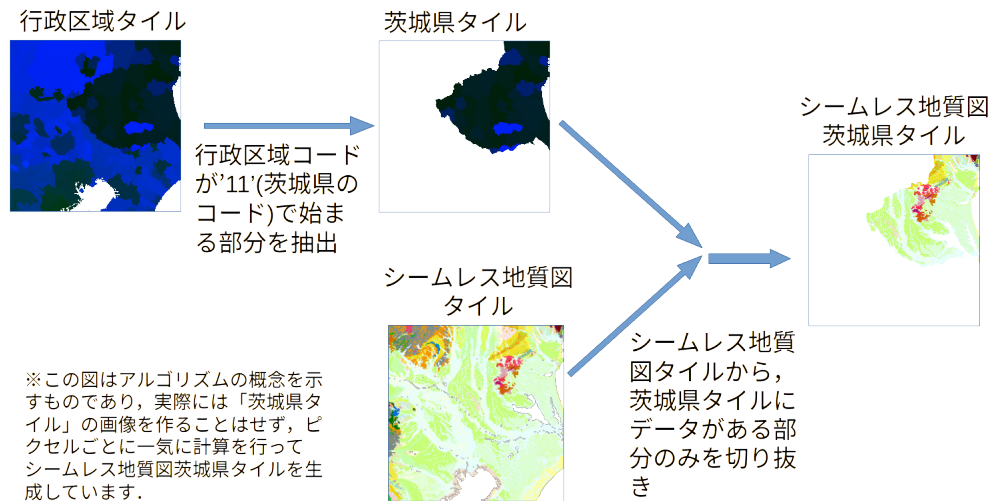 行政区域タイル
茨城県タイル
行政区域コード
が’11’(茨城県の
コード)で始ま
る部分を抽出
シームレス地質図
タイル
シームレス地質図
茨城県タイル
シームレス地質
図タイルから，
茨城県タイルに
データがある部
分のみを切り抜
き
※この図はアルゴリズムの概念を示
すものであり，実際には「茨城県タ
イル」の画像を作ることはせず，ピ
クセルごとに一気に計算を行って
シームレス地質図茨城県タイルを生
成しています．